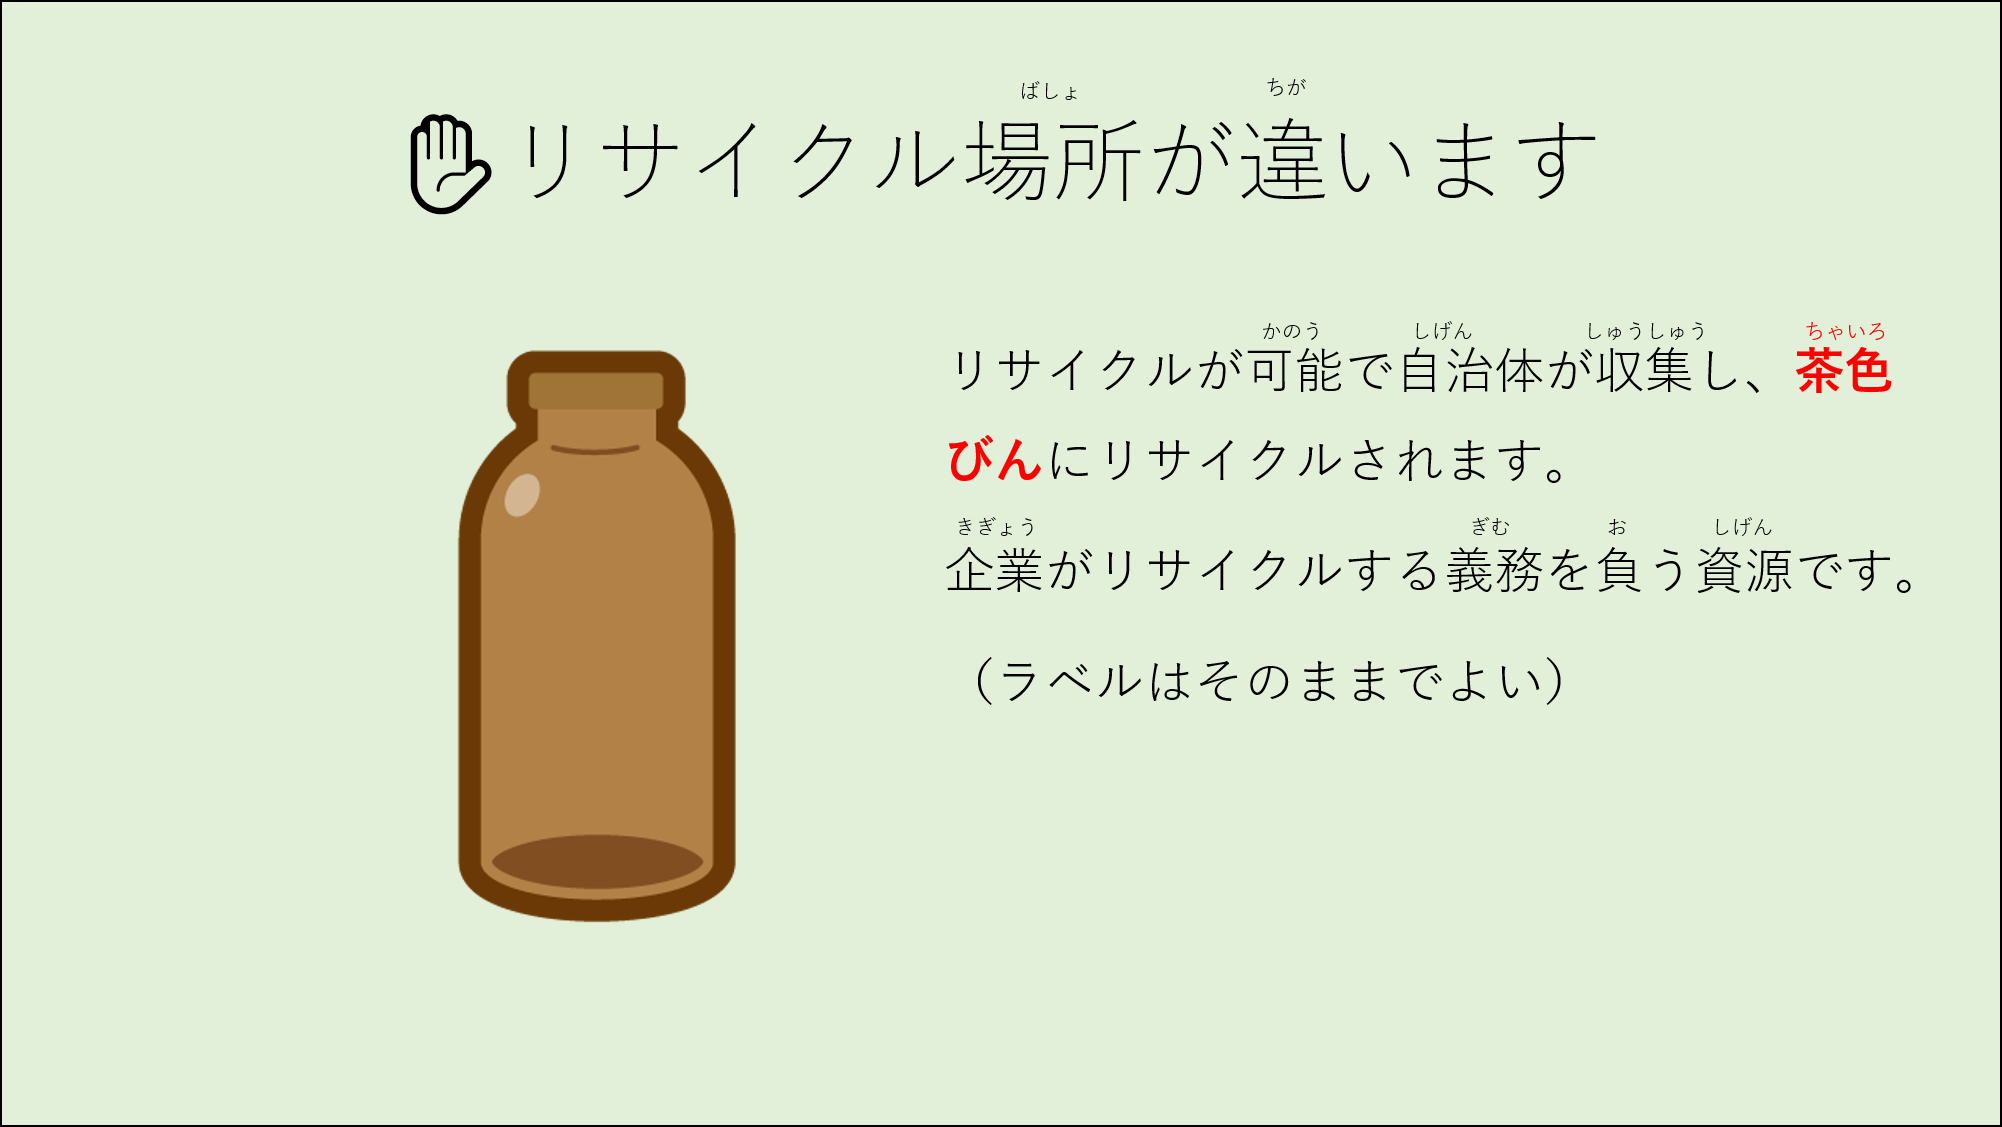 ばしょ ちが
リサイクル場所が違います
かのう しげん しゅうしゅう ちゃいろ
リサイクルが可能で自治体が収集し、茶色
びんにリサイクルされます。
きぎょう ぎむ お しげん
企業がリサイクルする義務を負う資源です。
（ラベルはそのままでよい）